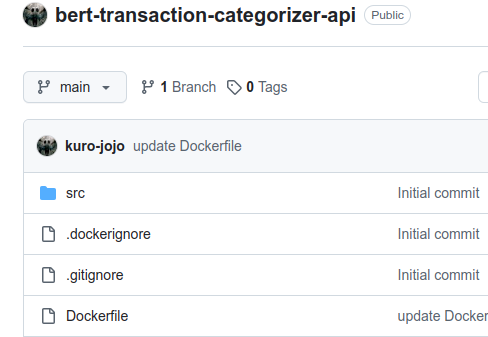 bert-transaction-categorizer-api Public
main 1 Branch 0 Tags
kuro-jojo update Dockerfile
src Initial commit
.dockerignore Initial commit
.gitignore Initial commit
Dockerfile update Docker